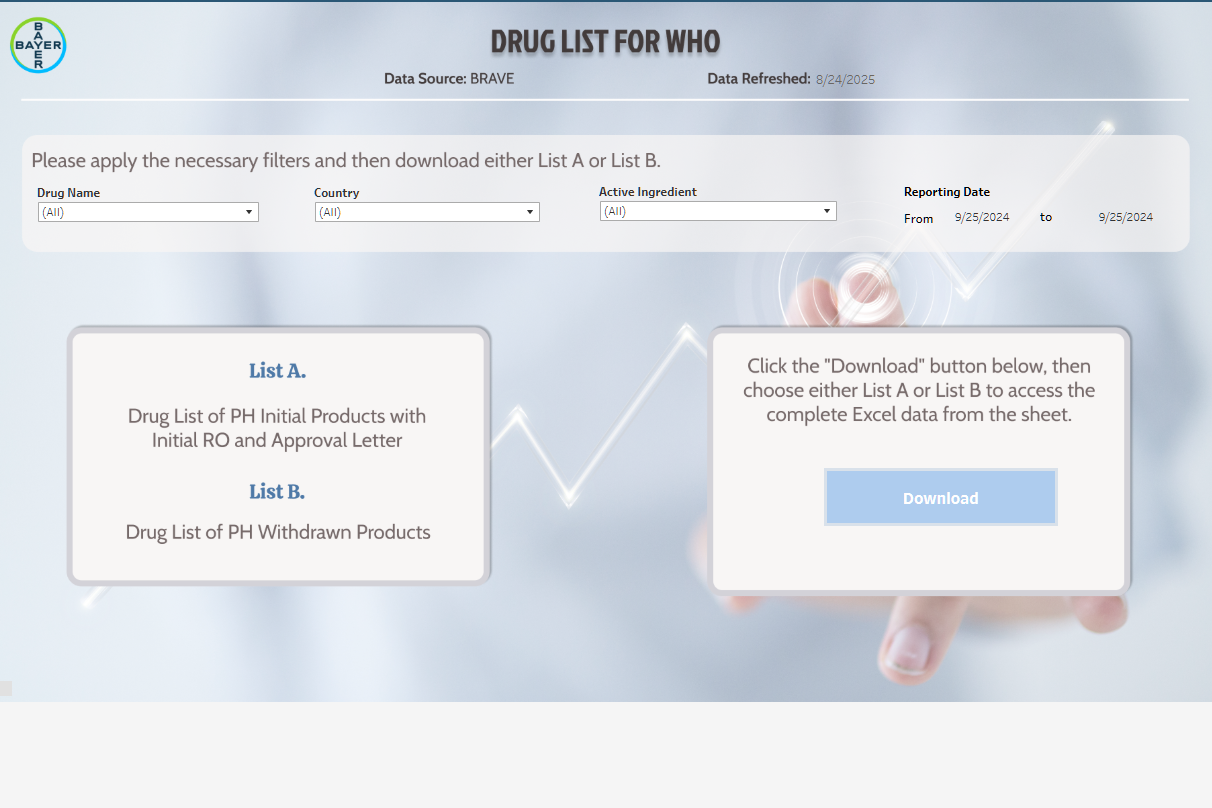 BAYER
BAYER
DRUG LIST FOR WHO
Data Source: BRAVE
Data Refreshed: 8/24/2025
Please apply the necessary filters and then download either List A or List B.
Drug Name
Country
Active Ingredient
Reporting Date
(All)
(All)
(All)
From 9/25/2024 to 9/25/2024
List A.
Drug List of PH Initial Products with
Initial RO and Approval Letter
List B.
Drug List of PH Withdrawn Products
Click the "Download" button below, then
choose either List A or List B to access the
complete Excel data from the sheet.
Download